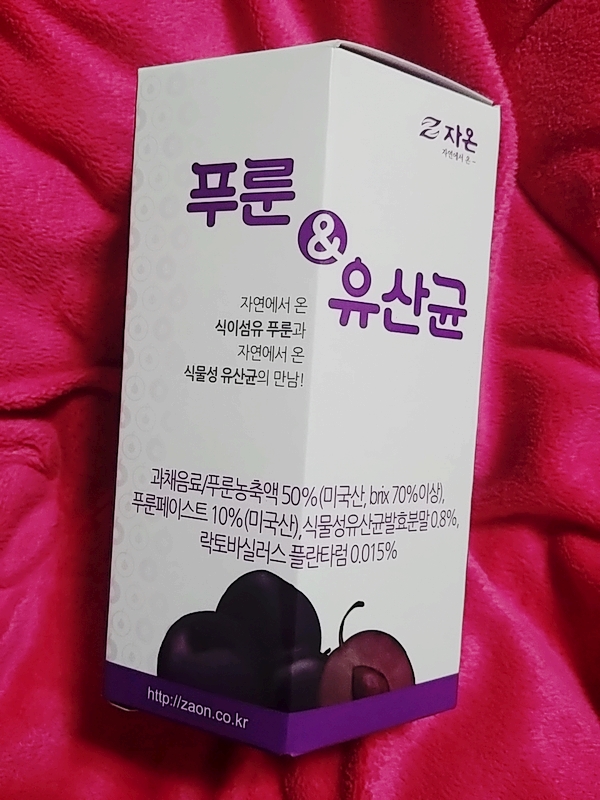 자온
자연에서 온~
푸룬
&
유산균
자연에서 온
식이섬유 푸룬과
자연에서 온
식물성 유산균의 만남!
과채음료/푸룬농축액 50%(미국산, brix 70%이상),
푸룬페이스트 10%(미국산), 식물성유산균발효분말 0.8%,
락토바실러스 플란타럼 0.015%
http://zaon.co.kr